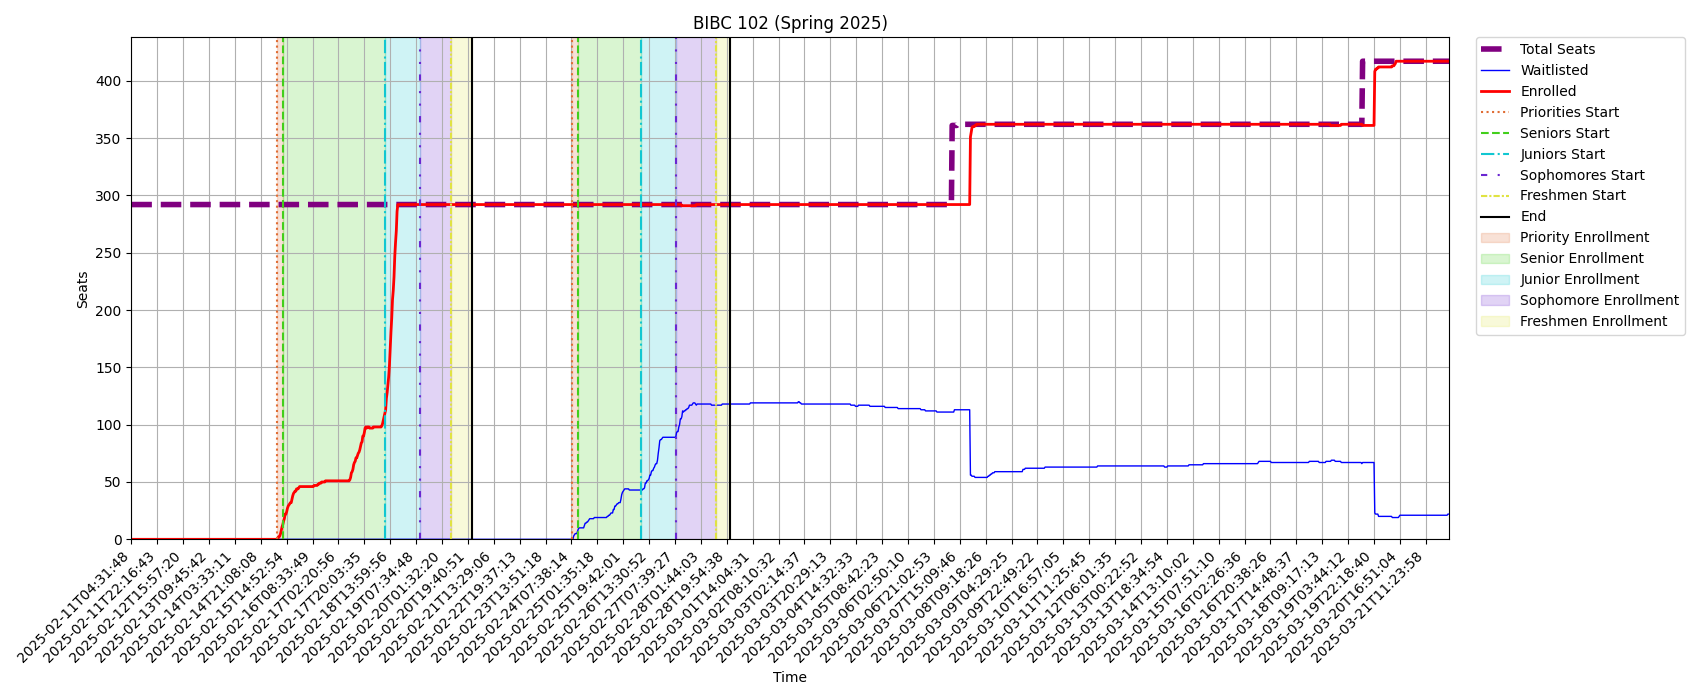 BIBC 102 (Spring 2025)
Seats
400
350
300
250
200
150
100
50
0
2025-02-11T04:31:48
2025-02-11T22:16:43
2025-02-12T15:57:20
2025-02-13T09:45:42
2025-02-14T03:33:11
2025-02-14T21:08:08
2025-02-15T14:52:54
2025-02-16T08:33:49
2025-02-17T02:20:56
2025-02-17T20:03:35
2025-02-18T13:59:56
2025-02-19T07:34:48
2025-02-20T01:32:20
2025-02-20T19:40:51
2025-02-21T13:29:06
2025-02-22T19:37:13
2025-02-23T13:51:18
2025-02-24T07:38:14
2025-02-25T01:35:18
2025-02-25T19:42:01
2025-02-26T13:30:52
2025-02-27T07:39:27
2025-02-28T01:44:03
2025-02-28T19:54:38
2025-03-01T14:04:31
2025-03-02T08:10:32
2025-03-03T02:14:37
2025-03-03T20:29:13
2025-03-04T14:32:33
2025-03-05T08:42:23
2025-03-06T02:50:10
2025-03-06T21:02:53
2025-03-07T15:09:46
2025-03-08T09:18:26
2025-03-09T04:29:25
2025-03-09T22:49:22
2025-03-10T16:57:05
2025-03-11T11:25:45
2025-03-12T06:01:35
2025-03-13T00:22:52
2025-03-13T18:34:54
2025-03-14T13:10:02
2025-03-15T07:51:10
2025-03-16T02:26:36
2025-03-16T20:38:26
2025-03-17T14:48:37
2025-03-18T09:17:13
2025-03-19T03:44:12
2025-03-19T22:18:40
2025-03-20T16:51:04
2025-03-21T11:23:58
Time
Total Seats
Waitlisted
Enrolled
Priorities Start
Seniors Start
Juniors Start
Sophomores Start
Freshmen Start
End
Priority Enrollment
Senior Enrollment
Junior Enrollment
Sophomore Enrollment
Freshmen Enrollment